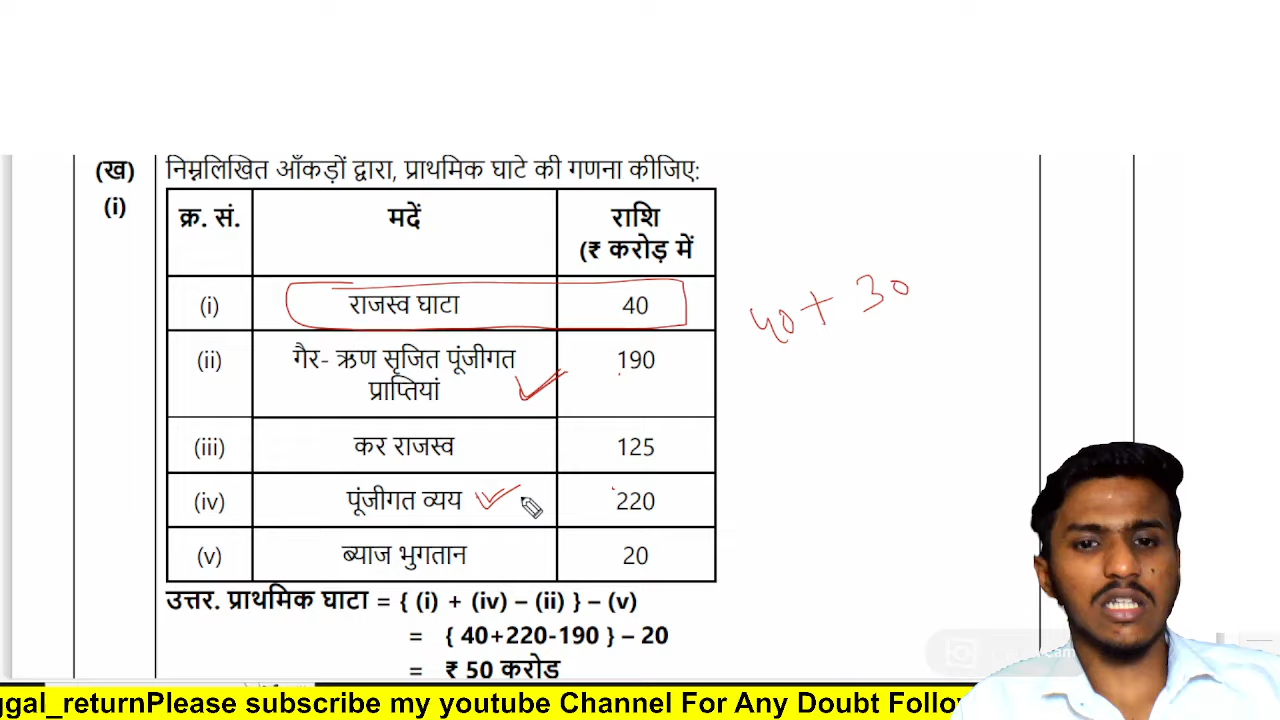 (ख) निम्नलिखित आँकड़ों द्वारा, प्राथमिक घाटे की गणना कीजिए:
(i)
क्र. सं. मदें राशि
(₹ करोड़ में
(i) राजस्व घाटा 40
40 + 30
(ii) गैर- ऋण सृजित पूंजीगत 190
प्राप्तियां
(iii) कर राजस्व 125
(iv) पूंजीगत व्यय 220
(v) ब्याज भुगतान 20
उत्तर. प्राथमिक घाटा = { (i) + (iv) – (ii) } – (v)
= { 40+220-190 } – 20
= ₹ 50 करोड़
ggal_returnPlease subscribe my youtube Channel For Any Doubt Follow